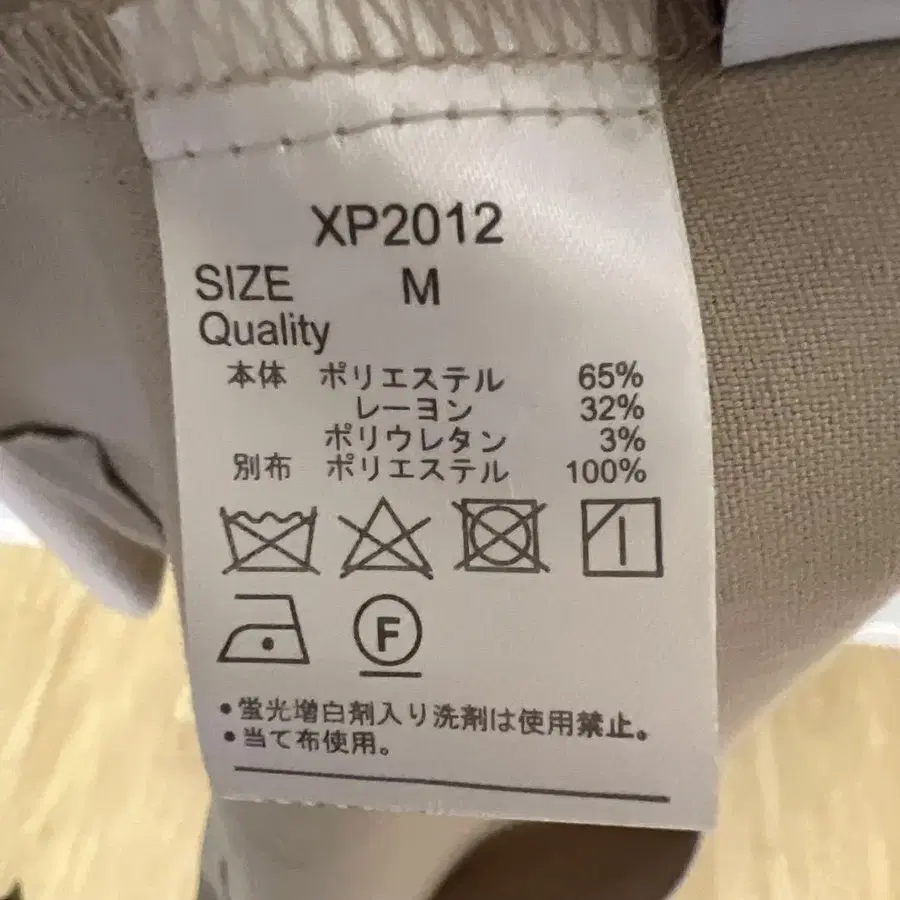 XP2012
SIZE M
Quality
本体 ポリエステル 65%
レーヨン 32%
ポリウレタン 3%
別布 ポリエステル 100%
F
・蛍光増白剤入り洗剤は使用禁止。
・当て布使用。